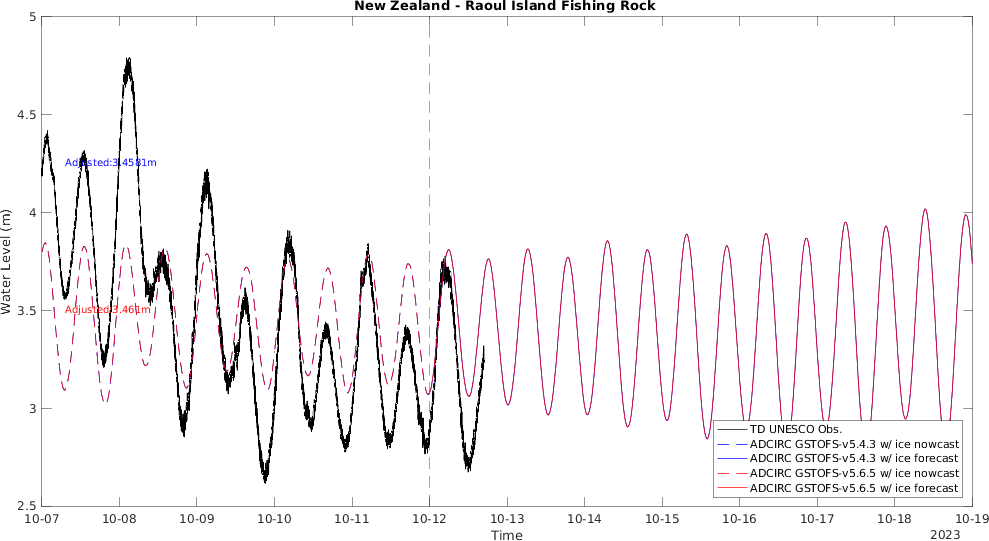 New Zealand - Raoul Island Fishing Rock
5
4.5
4
3.5
3
2.5
Water Level (m)
Adjusted:3.4581m
Adjusted:3.461m
TD UNESCO Obs.
ADCIRC GSTOFS-v5.4.3 w/ ice nowcast
ADCIRC GSTOFS-v5.4.3 w/ ice forecast
ADCIRC GSTOFS-v5.6.5 w/ ice nowcast
ADCIRC GSTOFS-v5.6.5 w/ ice forecast
10-07 10-08 10-09 10-10 10-11 10-12 10-13 10-14 10-15 10-16 10-17 10-18 10-19
Time
2023